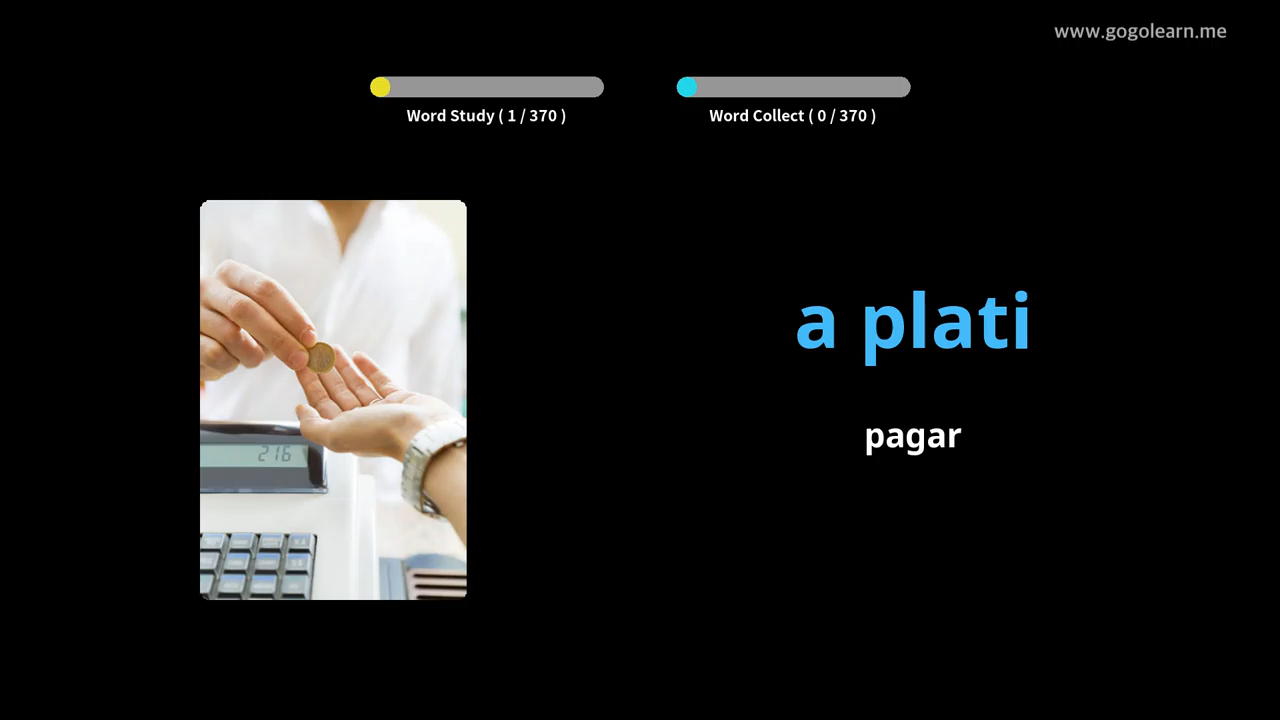 www.gogolearn.me
Word Study ( 1 / 370 )
Word Collect ( 0 / 370 )
a plati
pagar
216